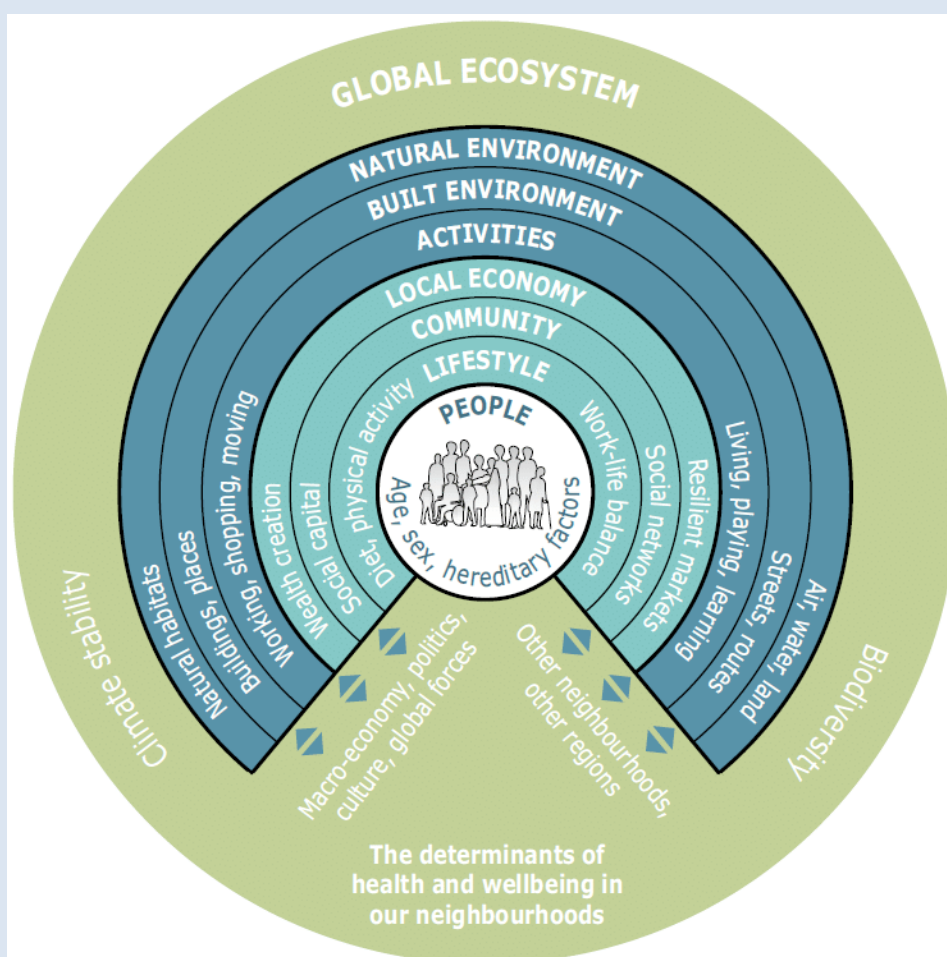 GLOBAL ECOSYSTEM
NATURAL ENVIRONMENT
BUILT ENVIRONMENT
ACTIVITIES
LOCAL ECONOMY
COMMUNITY
LIFESTYLE
PEOPLE
Age, sex, hereditary factors
Diet, physical activity
Work-life balance
Social capital
Social networks
Wealth creation
Resilient markets
Working, shopping, moving
Living, playing, learning
Buildings, places
Streets, routes
Natural habitats
Air, water, land
Climate stability
Biodiversity
Macro-economy, politics,
culture, global forces
Other neighbourhoods,
other regions
The determinants of
health and wellbeing in
our neighbourhoods